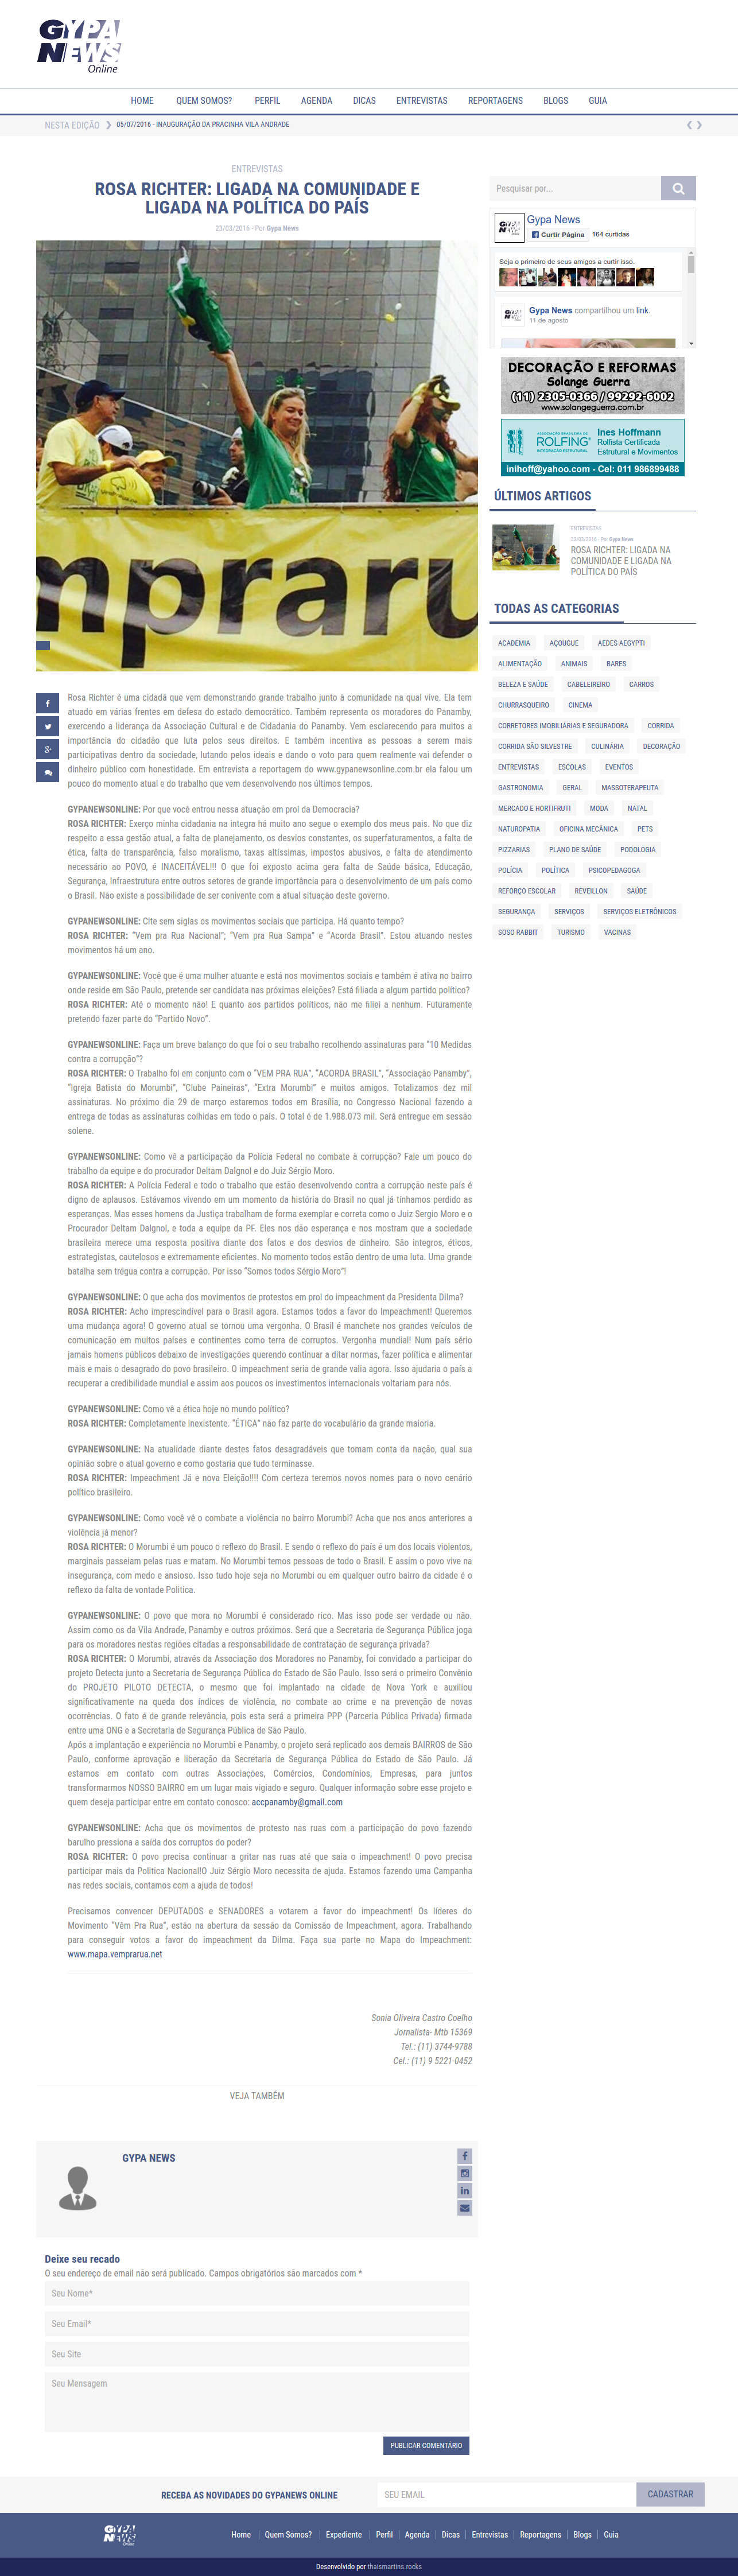 GYPA
NEWS
Online
HOME QUEM SOMOS? PERFIL AGENDA DICAS ENTREVISTAS REPORTAGENS BLOGS GUIA
NESTA EDIÇÃO ❯ 05/07/2016 - INAUGURAÇÃO DA PRACINHA VILA ANDRADE
ENTREVISTAS
ROSA RICHTER: LIGADA NA COMUNIDADE E
LIGADA NA POLÍTICA DO PAÍS
23/03/2016 - Por Gypa News
mpraru
Rosa Richter é uma cidadã que vem demonstrando grande trabalho junto à comunidade na qual vive. Ela tem
atuado em várias frentes em defesa do estado democrático. Também representa os moradores do Panamby,
exercendo a liderança da Associação Cultural e de Cidadania do Panamby. Vem esclarecendo para muitos a
importância do cidadão que luta pelos seus direitos. E também incentiva as pessoas a serem mais
participativas dentro da sociedade, lutando pelos ideais e dando o voto para quem realmente vai defender o
dinheiro público com honestidade. Em entrevista a reportagem do www.gypanewsonline.com.br ela falou um
pouco do momento atual e do trabalho que vem desenvolvendo nos últimos tempos.
GYPANEWSONLINE: Por que você entrou nessa atuação em prol da Democracia?
ROSA RICHTER: Exerço minha cidadania na integra há muito ano segue o exemplo dos meus pais. No que diz
respeito a essa gestão atual, a falta de planejamento, os desvios constantes, os superfaturamentos, a falta de
ética, falta de transparência, falso moralismo, taxas altíssimas, impostos abusivos, e falta de atendimento
necessário ao POVO, é INACEITÁVEL!!! O que foi exposto acima gera falta de Saúde básica, Educação,
Segurança, Infraestrutura entre outros setores de grande importância para o desenvolvimento de um país como
o Brasil. Não existe a possibilidade de ser conivente com a atual situação deste governo.
GYPANEWSONLINE: Cite sem siglas os movimentos sociais que participa. Há quanto tempo?
ROSA RICHTER: “Vem pra Rua Nacional”; “Vem pra Rua Sampa” e “Acorda Brasil”. Estou atuando nestes
movimentos há um ano.
GYPANEWSONLINE: Você que é uma mulher atuante e está nos movimentos sociais e também é ativa no bairro
onde reside em São Paulo, pretende ser candidata nas próximas eleições? Está filiada a algum partido político?
ROSA RICHTER: Até o momento não! E quanto aos partidos políticos, não me filiei a nenhum. Futuramente
pretendo fazer parte do “Partido Novo”.
GYPANEWSONLINE: Faça um breve balanço do que foi o seu trabalho recolhendo assinaturas para “10 Medidas
contra a corrupção”?
ROSA RICHTER: O Trabalho foi em conjunto com o “VEM PRA RUA”, “ACORDA BRASIL”, “Associação Panamby”,
“Igreja Batista do Morumbi”, “Clube Paineiras”, “Extra Morumbi” e muitos amigos. Totalizamos dez mil
assinaturas. No próximo dia 29 de março estaremos todos em Brasília, no Congresso Nacional fazendo a
entrega de todas as assinaturas colhidas em todo o país. O total é de 1.988.073 mil. Será entregue em sessão
solene.
GYPANEWSONLINE: Como vê a participação da Polícia Federal no combate à corrupção? Fale um pouco do
trabalho da equipe e do procurador Deltam Dalgnol e do Juiz Sérgio Moro.
ROSA RICHTER: A Polícia Federal e todo o trabalho que estão desenvolvendo contra a corrupção neste país é
digno de aplausos. Estávamos vivendo em um momento da história do Brasil no qual já tínhamos perdido as
esperanças. Mas esses homens da Justiça trabalham de forma exemplar e correta como o Juiz Sergio Moro e o
Procurador Deltam Dalgnol, e toda a equipe da PF. Eles nos dão esperança e nos mostram que a sociedade
brasileira merece uma resposta positiva diante dos fatos e dos desvios de dinheiro. São integros, éticos,
estrategistas, cautelosos e extremamente eficientes. No momento todos estão dentro de uma luta. Uma grande
batalha sem trégua contra a corrupção. Por isso “Somos todos Sérgio Moro”!
GYPANEWSONLINE: O que acha dos movimentos de protestos em prol do impeachment da Presidenta Dilma?
ROSA RICHTER: Acho imprescindível para o Brasil agora. Estamos todos a favor do Impeachment! Queremos
uma mudança agora! O governo atual se tornou uma vergonha. O Brasil é manchete nos grandes veículos de
comunicação em muitos países e continentes como terra de corruptos. Vergonha mundial! Num país sério
jamais homens públicos debaixo de investigações querendo continuar a ditar normas, fazer política e alimentar
mais e mais o desagrado do povo brasileiro. O impeachment seria de grande valia agora. Isso ajudaria o país a
recuperar a credibilidade mundial e assim aos poucos os investimentos internacionais voltariam para nós.
GYPANEWSONLINE: Como vê a ética hoje no mundo político?
ROSA RICHTER: Completamente inexistente. “ÉTICA” não faz parte do vocabulário da grande maioria.
GYPANEWSONLINE: Na atualidade diante destes fatos desagradáveis que tomam conta da nação, qual sua
opinião sobre o atual governo e como gostaria que tudo terminasse.
ROSA RICHTER: Impeachment Já e nova Eleição!!!! Com certeza teremos novos nomes para o novo cenário
político brasileiro.
GYPANEWSONLINE: Como você vê o combate a violência no bairro Morumbi? Acha que nos anos anteriores a
violência já menor?
ROSA RICHTER: O Morumbi é um pouco o reflexo do Brasil. E sendo o reflexo do país é um dos locais violentos,
marginais passeiam pelas ruas e matam. No Morumbi temos pessoas de todo o Brasil. E assim o povo vive na
insegurança, com medo e ansioso. Isso tudo hoje seja no Morumbi ou em qualquer outro bairro da cidade é o
reflexo da falta de vontade Politica.
GYPANEWSONLINE: O povo que mora no Morumbi é considerado rico. Mas isso pode ser verdade ou não.
Assim como os da Vila Andrade, Panamby e outros próximos. Será que a Secretaria de Segurança Pública joga
para os moradores nestas regiões citadas a responsabilidade de contratação de segurança privada?
ROSA RICHTER: O Morumbi, através da Associação dos Moradores no Panamby, foi convidado a participar do
projeto Detecta junto a Secretaria de Segurança Pública do Estado de São Paulo. Isso será o primeiro Convênio
do PROJETO PILOTO DETECTA, o mesmo que foi implantado na cidade de Nova York e auxiliou
significativamente na queda dos índices de violência, no combate ao crime e na prevenção de novas
ocorrências. O fato é de grande relevância, pois esta será a primeira PPP (Parceria Pública Privada) firmada
entre uma ONG e a Secretaria de Segurança Pública de São Paulo.
Após a implantação e experiência no Morumbi e Panamby, o projeto será replicado aos demais BAIRROS de São
Paulo, conforme aprovação e liberação da Secretaria de Segurança Pública do Estado de São Paulo. Já
estamos em contato com outras Associações, Comércios, Condomínios, Empresas, para juntos
transformarmos NOSSO BAIRRO em um lugar mais vigiado e seguro. Qualquer informação sobre esse projeto e
quem deseja participar entre em contato conosco: accpanamby@gmail.com
GYPANEWSONLINE: Acha que os movimentos de protesto nas ruas com a participação do povo fazendo
barulho pressiona a saída dos corruptos do poder?
ROSA RICHTER: O povo precisa continuar a gritar nas ruas até que saia o impeachment! O povo precisa
participar mais da Politica Nacional!O Juiz Sérgio Moro necessita de ajuda. Estamos fazendo uma Campanha
nas redes sociais, contamos com a ajuda de todos!
Precisamos convencer DEPUTADOS e SENADORES a votarem a favor do impeachment! Os líderes do
Movimento “Vêm Pra Rua”, estão na abertura da sessão da Comissão de Impeachment, agora. Trabalhando
para conseguir votos a favor do impeachment da Dilma. Faça sua parte no Mapa do Impeachment:
www.mapa.vemprarua.net
Sonia Oliveira Castro Coelho
Jornalista- Mtb 15369
Tel.: (11) 3744-9788
Cel.: (11) 9 5221-0452
VEJA TAMBÉM
GYPA NEWS
Deixe seu recado
O seu endereço de email não será publicado. Campos obrigatórios são marcados com *
Seu Nome*
Seu Email*
Seu Site
Seu Mensagem
PUBLICAR COMENTÁRIO
Pesquisar por...
Gypa News
Curtir Página 164 curtidas
Seja o primeiro de seus amigos a curtir isso.
Gypa News compartilhou um link.
11 de agosto
DECORAÇÃO E REFORMAS
Solange Guerra
(11) 2305-0366 / 99292-6002
www.solangeguerra.com.br
ASSOCIAÇÃO BRASILEIRA DE
ROLFING®
INTEGRAÇÃO ESTRUTURAL
Ines Hoffmann
Rolfista Certificada
Estrutural e Movimentos
inihoff@yahoo.com - Cel: 011 986899488
ÚLTIMOS ARTIGOS
ENTREVISTAS
23/03/2016 - Por Gypa News
ROSA RICHTER: LIGADA NA
COMUNIDADE E LIGADA NA
POLÍTICA DO PAÍS
TODAS AS CATEGORIAS
ACADEMIA AÇOUGUE AEDES AEGYPTI
ALIMENTAÇÃO ANIMAIS BARES
BELEZA E SAÚDE CABELEIREIRO CARROS
CHURRASQUEIRO CINEMA
CORRETORES IMOBILIÁRIAS E SEGURADORA CORRIDA
CORRIDA SÃO SILVESTRE CULINÁRIA DECORAÇÃO
ENTREVISTAS ESCOLAS EVENTOS
GASTRONOMIA GERAL MASSOTERAPEUTA
MERCADO E HORTIFRUTI MODA NATAL
NATUROPATIA OFICINA MECÂNICA PETS
PIZZARIAS PLANO DE SAÚDE PODOLOGIA
POLÍCIA POLÍTICA PSICOPEDAGOGA
REFORÇO ESCOLAR REVEILLON SAÚDE
SEGURANÇA SERVIÇOS SERVIÇOS ELETRÔNICOS
SOSO RABBIT TURISMO VACINAS
RECEBA AS NOVIDADES DO GYPANEWS ONLINE SEU EMAIL CADASTRAR
GYPA
NEWS
Online
Home Quem Somos? Expediente Perfil Agenda Dicas Entrevistas Reportagens Blogs Guia
Desenvolvido por thaismartins.rocks